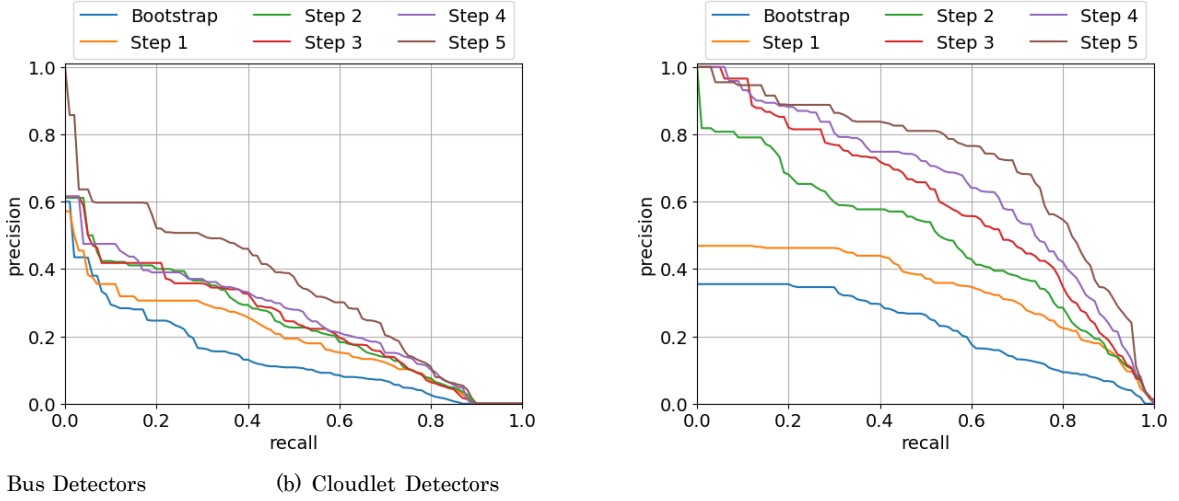 Bootstrap Step 2 Step 4
Step 1 Step 3 Step 5
1.0
0.8
0.6
0.4
0.2
0.0
precision
0.0 0.2 0.4 0.6 0.8 1.0
recall
Bootstrap Step 2 Step 4
Step 1 Step 3 Step 5
1.0
0.8
0.6
0.4
0.2
0.0
precision
0.0 0.2 0.4 0.6 0.8 1.0
recall
Bus Detectors (b) Cloudlet Detectors